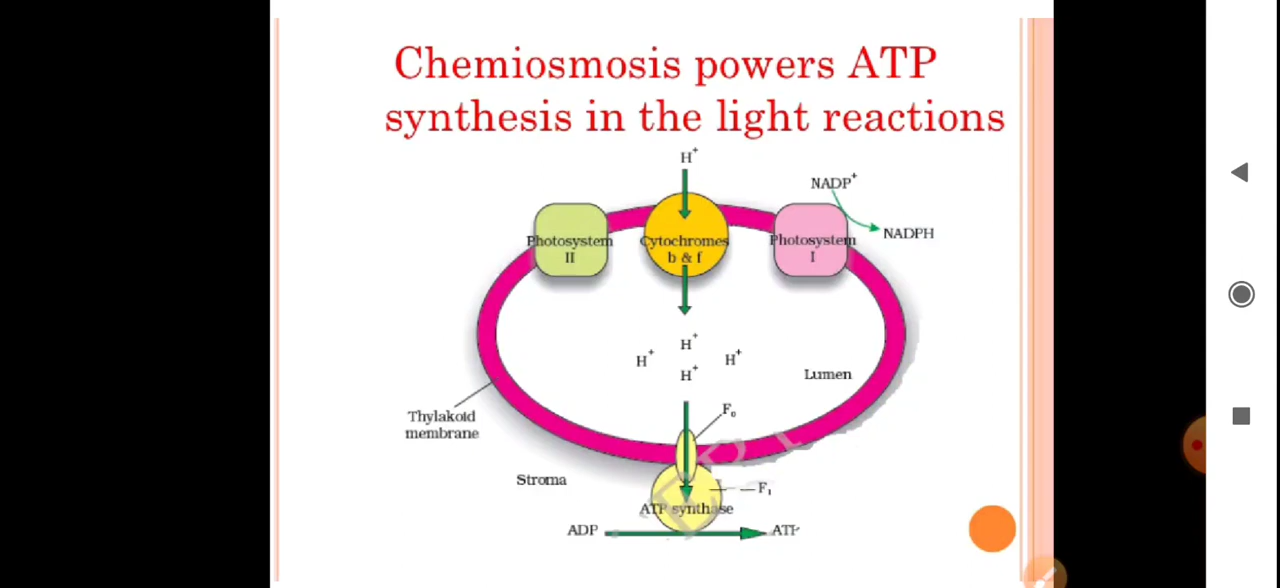 Chemiosmosis powers ATP
synthesis in the light reactions
H⁺
NADP⁺
NADPH
Photosystem
II
Cytochromes
b & f
Photosystem
I
H⁺
H⁺
H⁺
H⁺
Lumen
F₀
Thylakoid
membrane
Stroma
F₁
ATP synthase
ADP
ATP